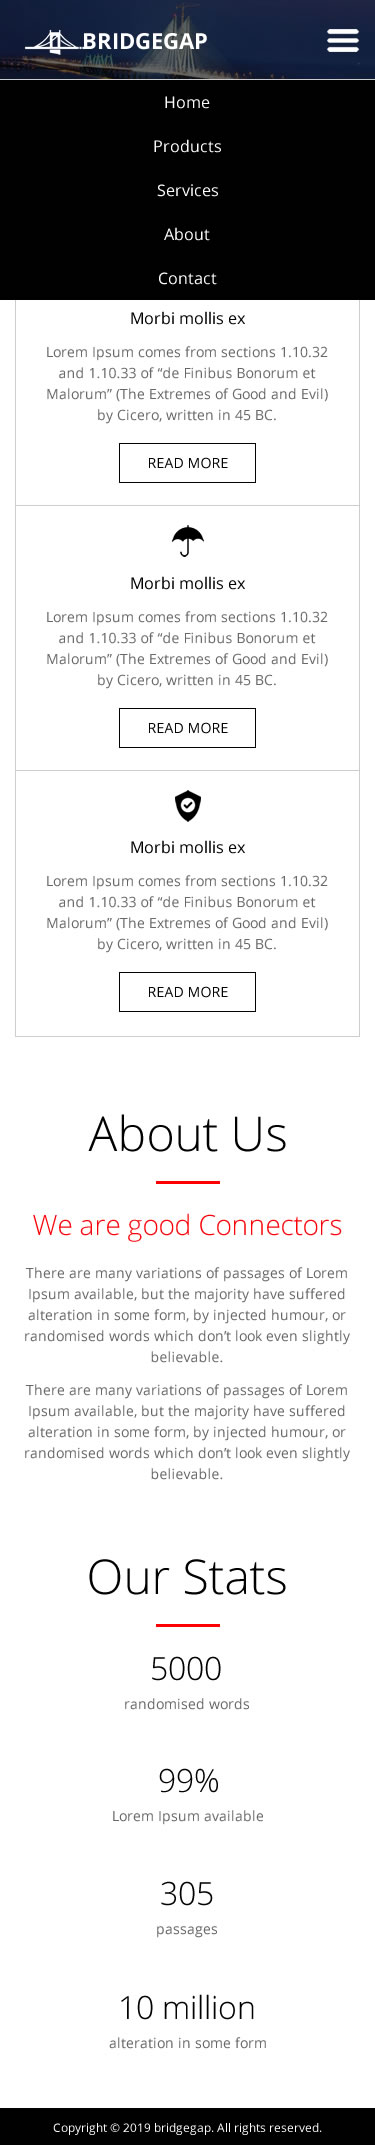 BRIDGEGAP
Home
Products
Services
About
Contact
Morbi mollis ex
Lorem Ipsum comes from sections 1.10.32
and 1.10.33 of “de Finibus Bonorum et
Malorum” (The Extremes of Good and Evil)
by Cicero, written in 45 BC.
READ MORE
Morbi mollis ex
Lorem Ipsum comes from sections 1.10.32
and 1.10.33 of “de Finibus Bonorum et
Malorum” (The Extremes of Good and Evil)
by Cicero, written in 45 BC.
READ MORE
Morbi mollis ex
Lorem Ipsum comes from sections 1.10.32
and 1.10.33 of “de Finibus Bonorum et
Malorum” (The Extremes of Good and Evil)
by Cicero, written in 45 BC.
READ MORE
About Us
We are good Connectors
There are many variations of passages of Lorem
Ipsum available, but the majority have suffered
alteration in some form, by injected humour, or
randomised words which don’t look even slightly
believable.
There are many variations of passages of Lorem
Ipsum available, but the majority have suffered
alteration in some form, by injected humour, or
randomised words which don’t look even slightly
believable.
Our Stats
5000
randomised words
99%
Lorem Ipsum available
305
passages
10 million
alteration in some form
Copyright © 2019 bridgegap. All rights reserved.